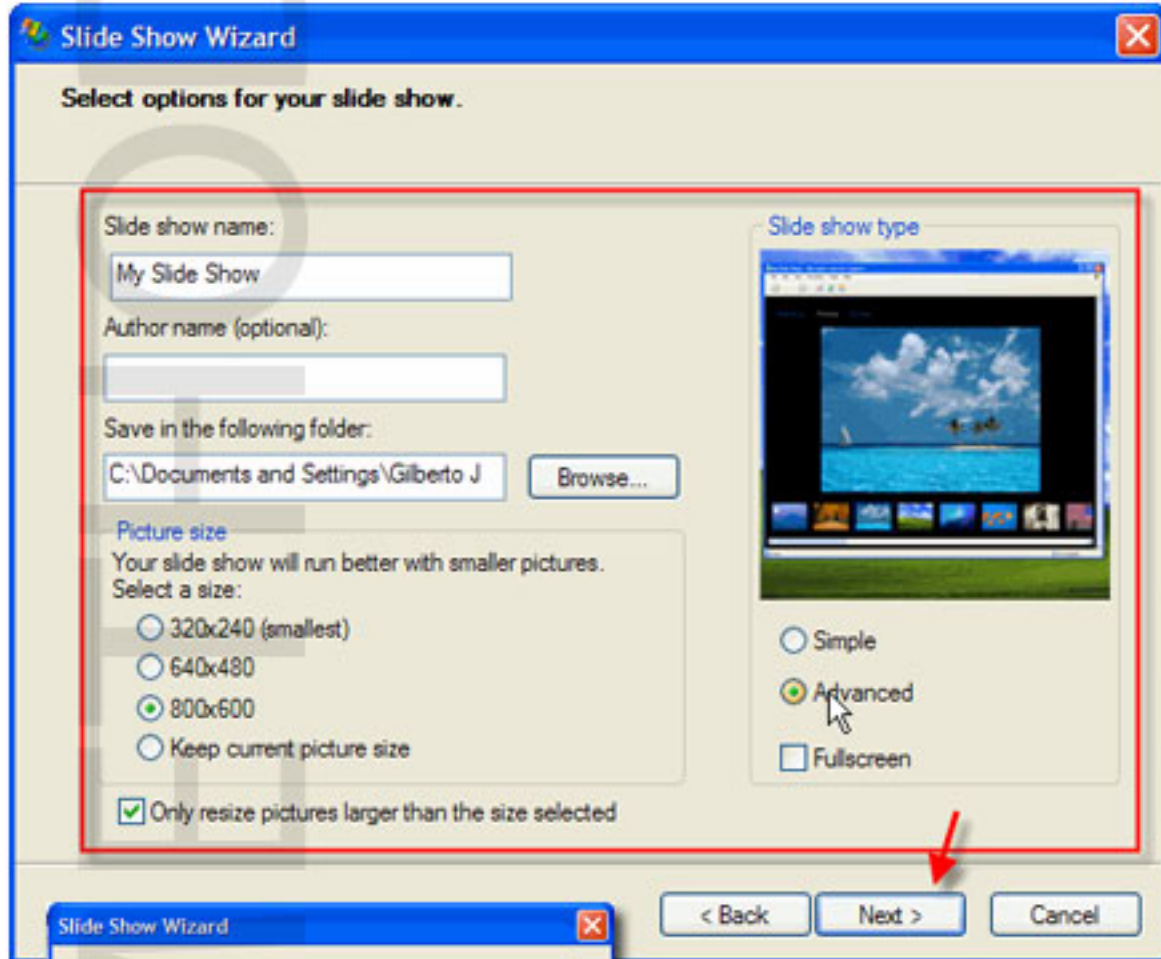 Slide Show Wizard
Select options for your slide show.
Slide show name:
My Slide Show
Author name (optional):
Save in the following folder:
C:\Documents and Settings\Gilberto J
Browse...
Picture size
Your slide show will run better with smaller pictures.
Select a size:
320x240 (smallest)
640x480
800x600
Keep current picture size
Only resize pictures larger than the size selected
Slide show type
Simple
Advanced
Fullscreen
< Back
Next >
Cancel
Slide Show Wizard